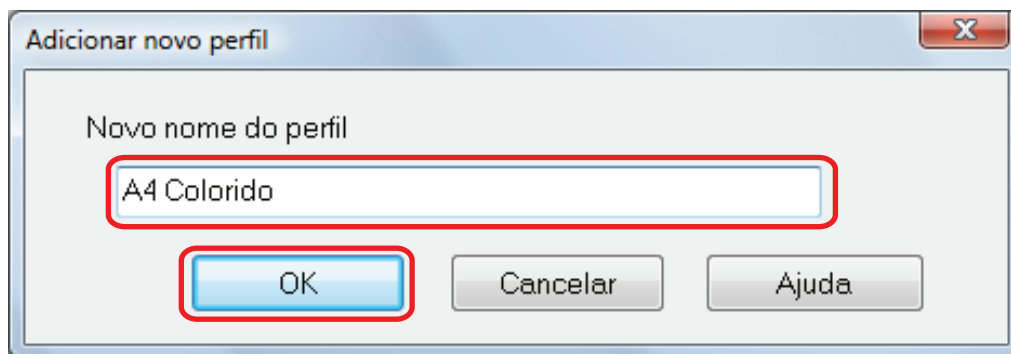 Adicionar novo perfil
Novo nome do perfil
A4 Colorido
OK Cancelar Ajuda